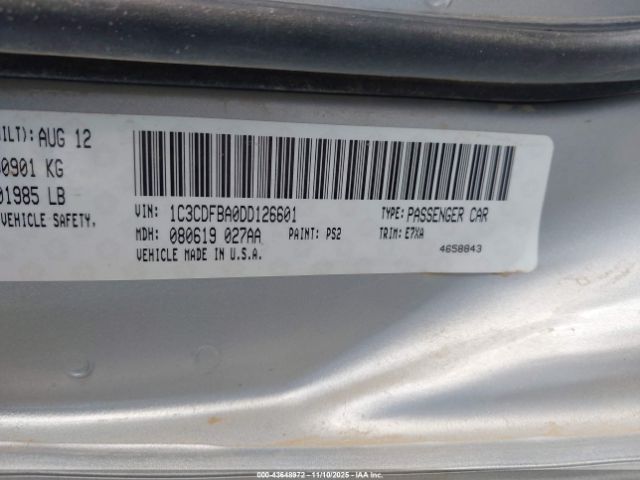 BILT): AUG 12
0901 KG
01985 LB
VEHICLE SAFETY,
VIN: 1C3CDFBA0DD126601 TYPE: PASSENGER CAR
MDH: 080619 027AA PAINT: PS2 TRIM: E7XA
VEHICLE MADE IN U.S.A. 4658843
000-43648972 — 11/10/2025 — IAA Inc.